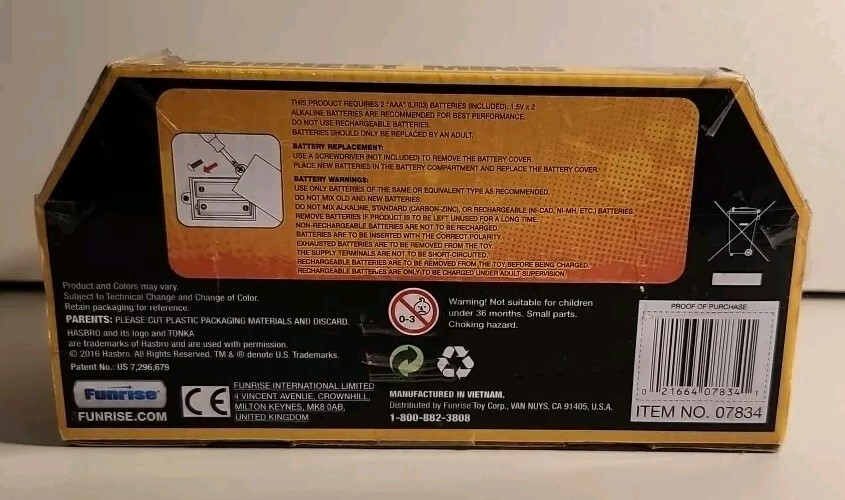 THIS PRODUCT REQUIRES 2 "AAA" (LR03) BATTERIES (INCLUDED), 1.5V x 2
ALKALINE BATTERIES ARE RECOMMENDED FOR BEST PERFORMANCE.
DO NOT USE RECHARGEABLE BATTERIES.
BATTERIES SHOULD ONLY BE REPLACED BY AN ADULT.
BATTERY REPLACEMENT:
USE A SCREWDRIVER (NOT INCLUDED) TO REMOVE THE BATTERY COVER.
PLACE NEW BATTERIES IN THE BATTERY COMPARTMENT AND REPLACE THE BATTERY COVER.
BATTERY WARNINGS:
USE ONLY BATTERIES OF THE SAME OR EQUIVALENT TYPE AS RECOMMENDED.
DO NOT MIX OLD AND NEW BATTERIES.
DO NOT MIX ALKALINE, STANDARD (CARBON-ZINC), OR RECHARGEABLE (NI-CAD, NI-MH, ETC.) BATTERIES.
REMOVE BATTERIES IF PRODUCT IS TO BE LEFT UNUSED FOR A LONG TIME.
NON-RECHARGEABLE BATTERIES ARE NOT TO BE RECHARGED.
BATTERIES ARE TO BE INSERTED WITH THE CORRECT POLARITY.
EXHAUSTED BATTERIES ARE TO BE REMOVED FROM THE TOY.
THE SUPPLY TERMINALS ARE NOT TO BE SHORT-CIRCUITED.
RECHARGEABLE BATTERIES ARE TO BE REMOVED FROM THE TOY BEFORE BEING CHARGED.
RECHARGEABLE BATTERIES ARE ONLY TO BE CHARGED UNDER ADULT SUPERVISION.
Product and Colors may vary.
Subject to Technical Change and Change of Color.
Retain packaging for reference.
PARENTS: PLEASE CUT PLASTIC PACKAGING MATERIALS AND DISCARD.
HASBRO and its logo and TONKA
are trademarks of Hasbro and are used with permission.
© 2016 Hasbro. All Rights Reserved. TM & ® denote U.S. Trademarks.
Patent No.: US 7,296,679
0-3
Warning! Not suitable for children
under 36 months. Small parts.
Choking hazard.
Funrise
FUNRISE.COM
CE
FUNRISE INTERNATIONAL LIMITED
4 VINCENT AVENUE, CROWNHILL,
MILTON KEYNES, MK8 0AB,
UNITED KINGDOM
MANUFACTURED IN VIETNAM.
Distributed by Funrise Toy Corp., VAN NUYS, CA 91405, U.S.A.
1-800-882-3808
PROOF OF PURCHASE
0 21664 07834 1
ITEM NO. 07834